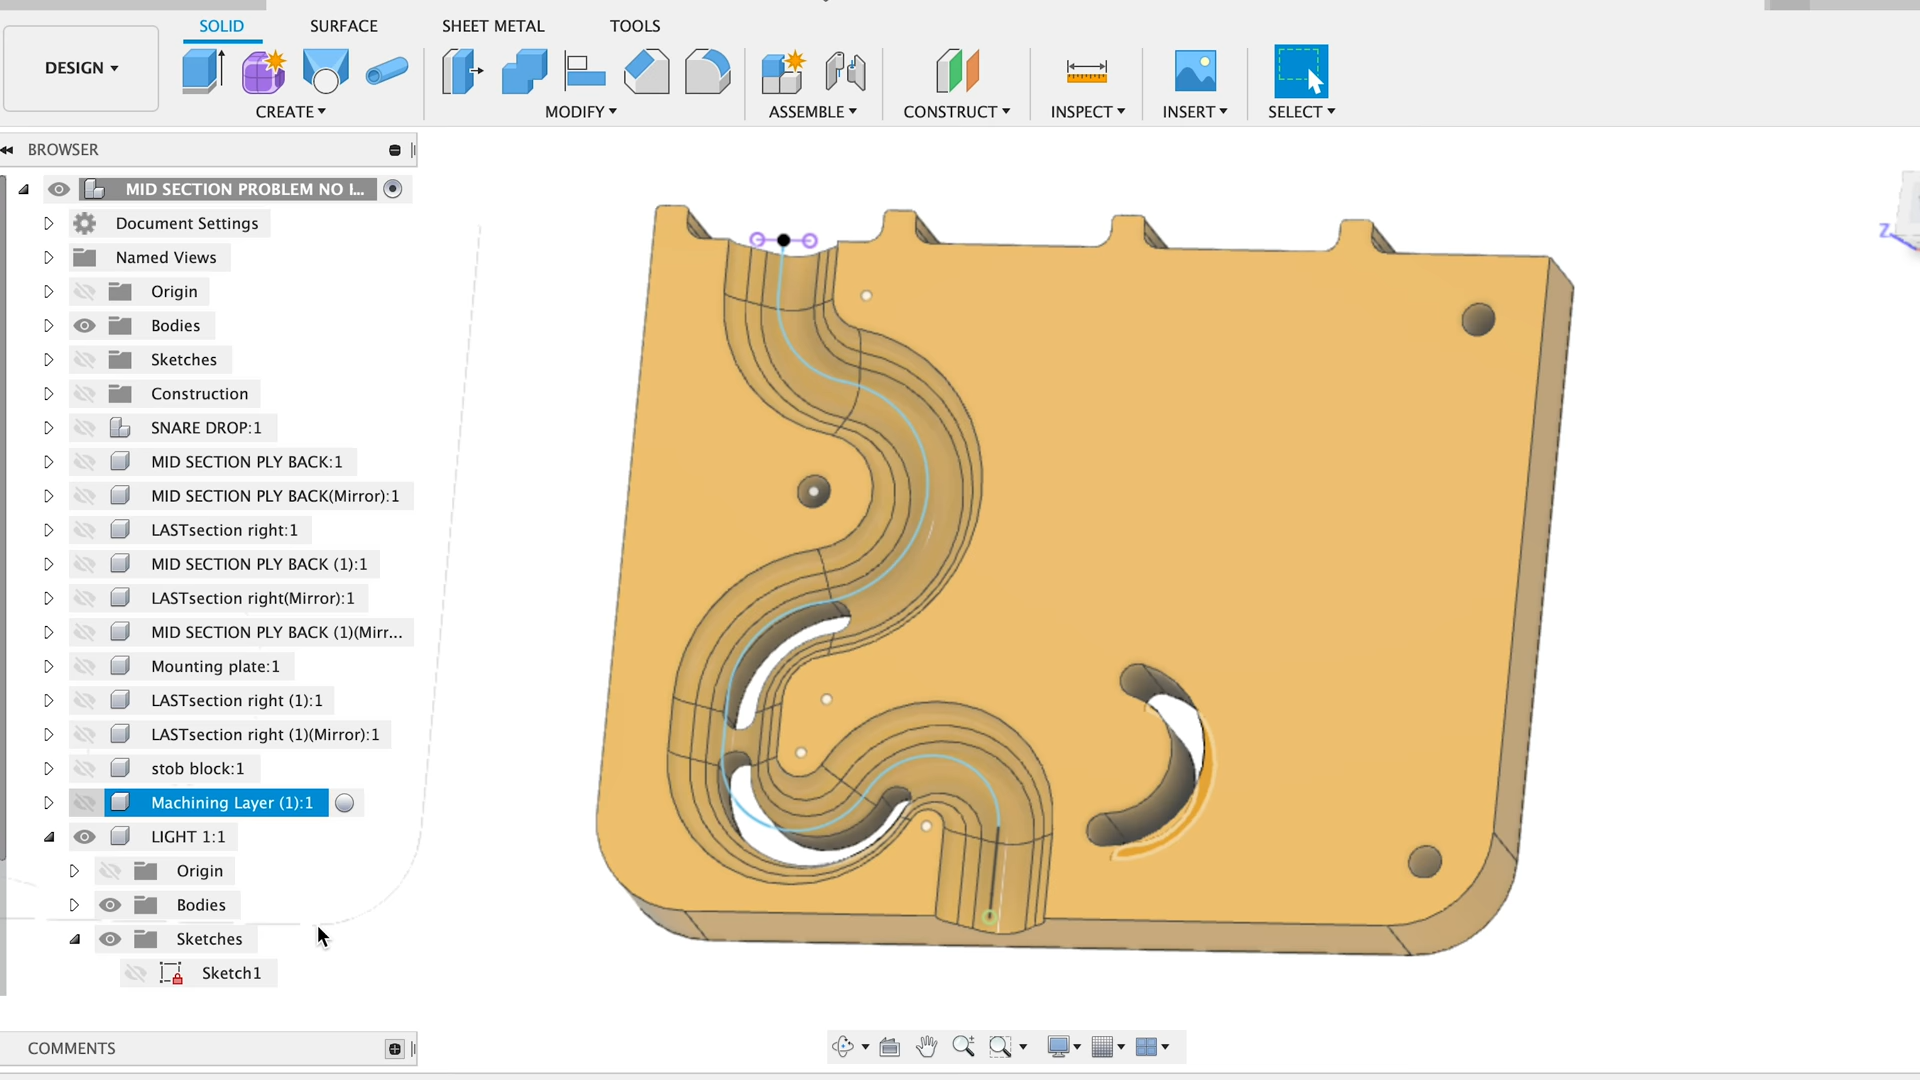 SOLID SURFACE SHEET METAL TOOLS
DESIGN
CREATE MODIFY ASSEMBLE CONSTRUCT INSPECT INSERT SELECT
BROWSER
MID SECTION PROBLEM NO I...
Document Settings
Named Views
Origin
Bodies
Sketches
Construction
SNARE DROP:1
MID SECTION PLY BACK:1
MID SECTION PLY BACK(Mirror):1
LASTsection right:1
MID SECTION PLY BACK (1):1
LASTsection right(Mirror):1
MID SECTION PLY BACK (1)(Mirr...
Mounting plate:1
LASTsection right (1):1
LASTsection right (1)(Mirror):1
stob block:1
Machining Layer (1):1
LIGHT 1:1
Origin
Bodies
Sketches
Sketch1
COMMENTS
Z